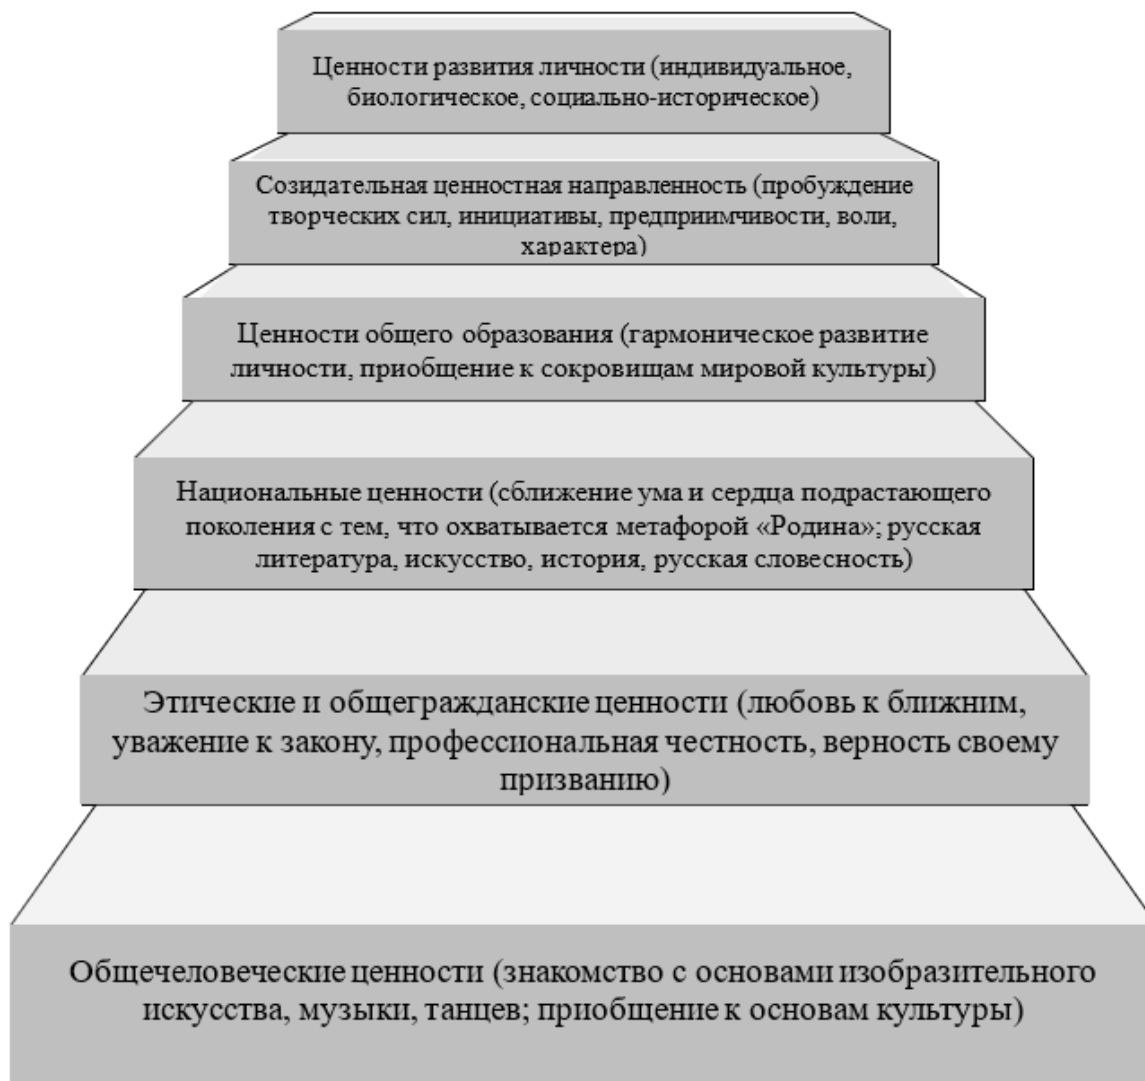 Ценности развития личности (индивидуальное,
биологическое, социально-историческое)
Созидательная ценностная направленность (пробуждение
творческих сил, инициативы, предприимчивости, воли,
характера)
Ценности общего образования (гармоническое развитие
личности, приобщение к сокровищам мировой культуры)
Национальные ценности (сближение ума и сердца подрастающего
поколения с тем, что охватывается метафорой «Родина»; русская
литература, искусство, история, русская словесность)
Этические и общегражданские ценности (любовь к ближним,
уважение к закону, профессиональная честность, верность своему
призванию)
Общечеловеческие ценности (знакомство с основами изобразительного
искусства, музыки, танцев; приобщение к основам культуры)